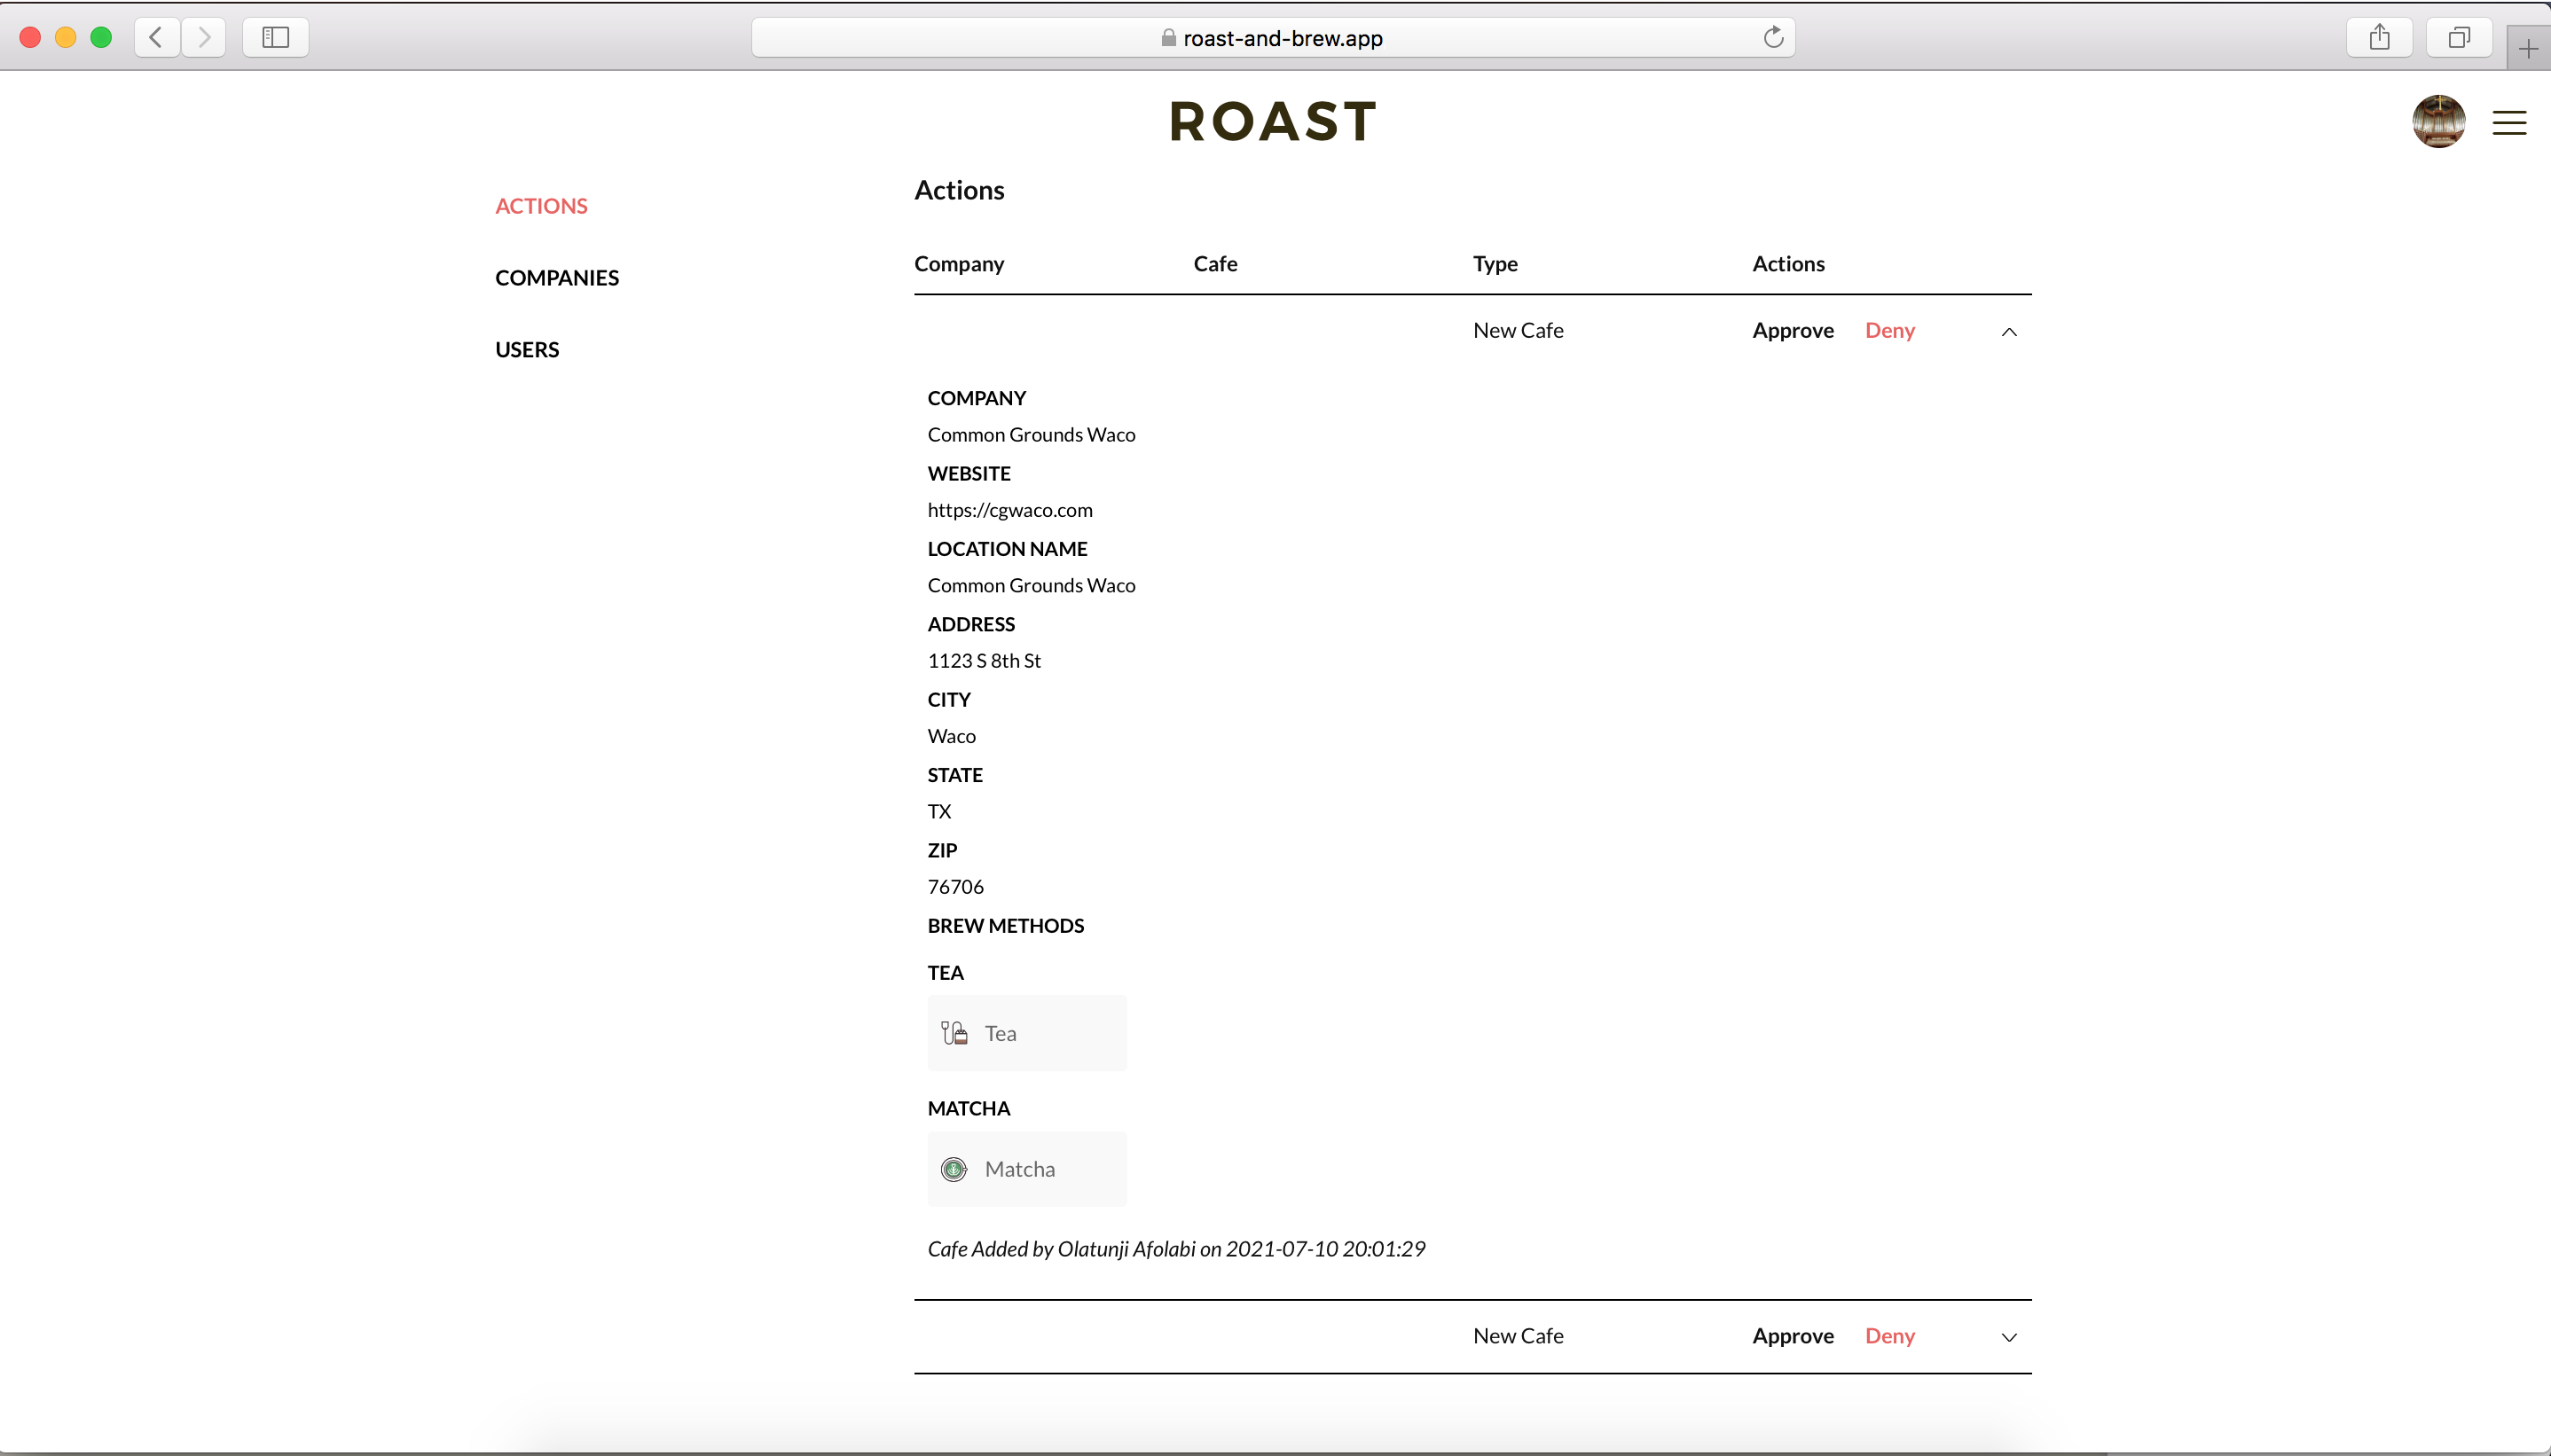 roast-and-brew.app
ROAST
ACTIONS
COMPANIES
USERS
Actions
Company Cafe Type Actions
New Cafe Approve Deny
COMPANY
Common Grounds Waco
WEBSITE
https://cgwaco.com
LOCATION NAME
Common Grounds Waco
ADDRESS
1123 S 8th St
CITY
Waco
STATE
TX
ZIP
76706
BREW METHODS
TEA
Tea
MATCHA
Matcha
Cafe Added by Olatunji Afolabi on 2021-07-10 20:01:29
New Cafe Approve Deny